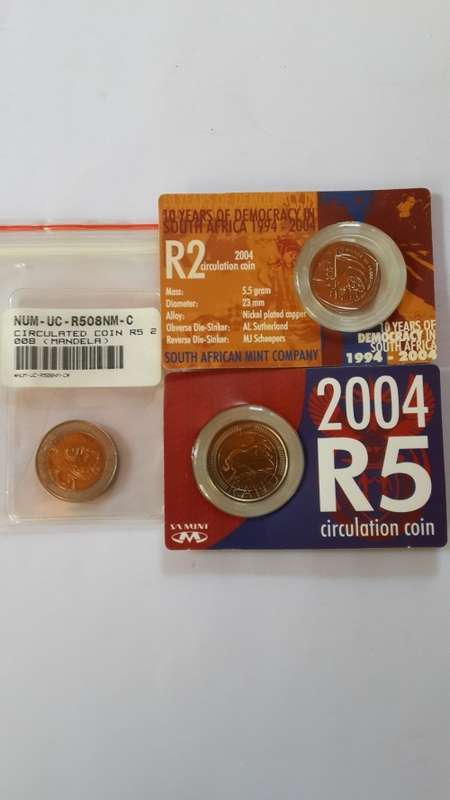 10 YEARS OF DEMOCRACY IN
SOUTH AFRICA 1994 - 2004
R2
2004
circulation coin
Mass: 5.5 gram
Diameter: 23 mm
Alloy: Nickel plated copper
Obverse Die-Sinker: AL Sutherland
Reverse Die-Sinker: MJ Scheepers
SOUTH AFRICAN MINT COMPANY
10 YEARS OF
DEMOCRACY IN
SOUTH AFRICA
1994 - 2004
NUM-UC-R508NM-C
CIRCULATED COIN R5 2
008 (MANDELA)
2004
R5
circulation coin
SA MINT